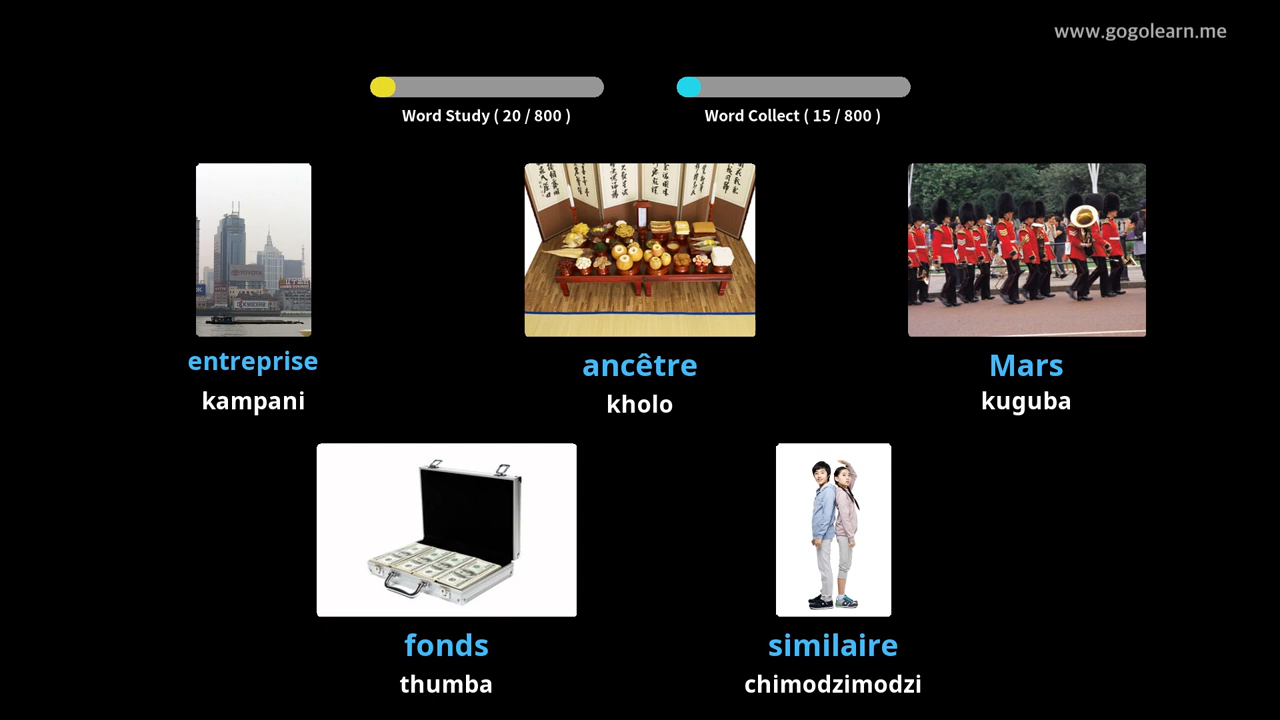 www.gogolearn.me
Word Study ( 20 / 800 )
Word Collect ( 15 / 800 )
TOYOTA
entreprise
kampani
ancêtre
kholo
Mars
kuguba
fonds
thumba
similaire
chimodzimodzi